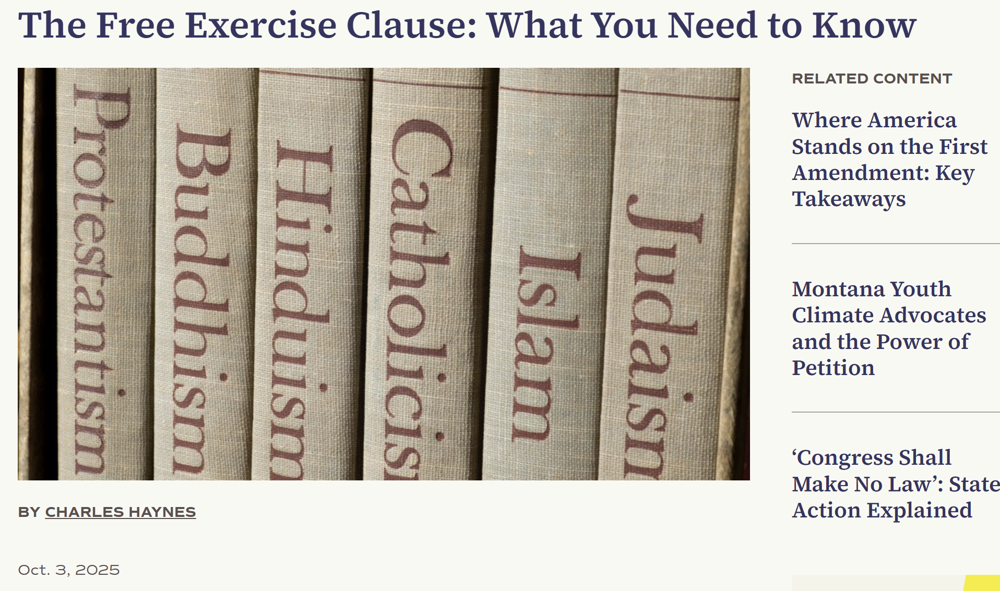 The Free Exercise Clause: What You Need to Know
Protestantism
Buddhism
Hinduism
Catholicis
Islam
Judaism
BY CHARLES HAYNES
Oct. 3, 2025
RELATED CONTENT
Where America
Stands on the First
Amendment: Key
Takeaways
Montana Youth
Climate Advocates
and the Power of
Petition
‘Congress Shall
Make No Law’: State
Action Explained